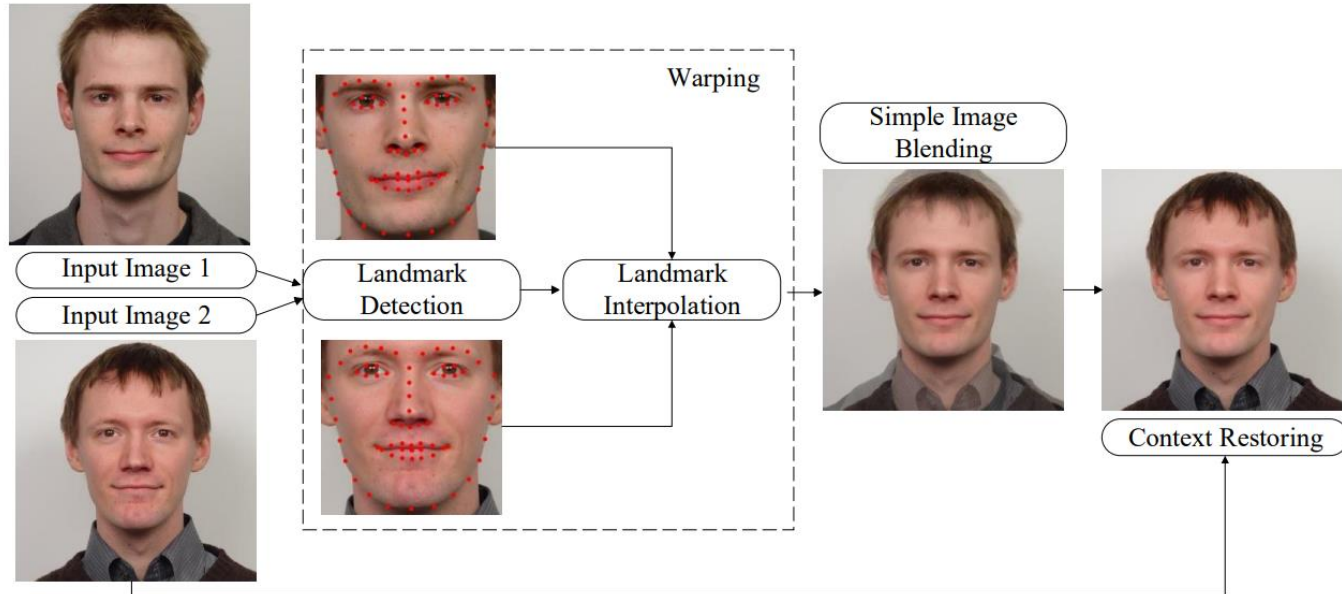 Warping
Simple Image
Blending
Input Image 1
Input Image 2
Landmark
Detection
Landmark
Interpolation
Context Restoring